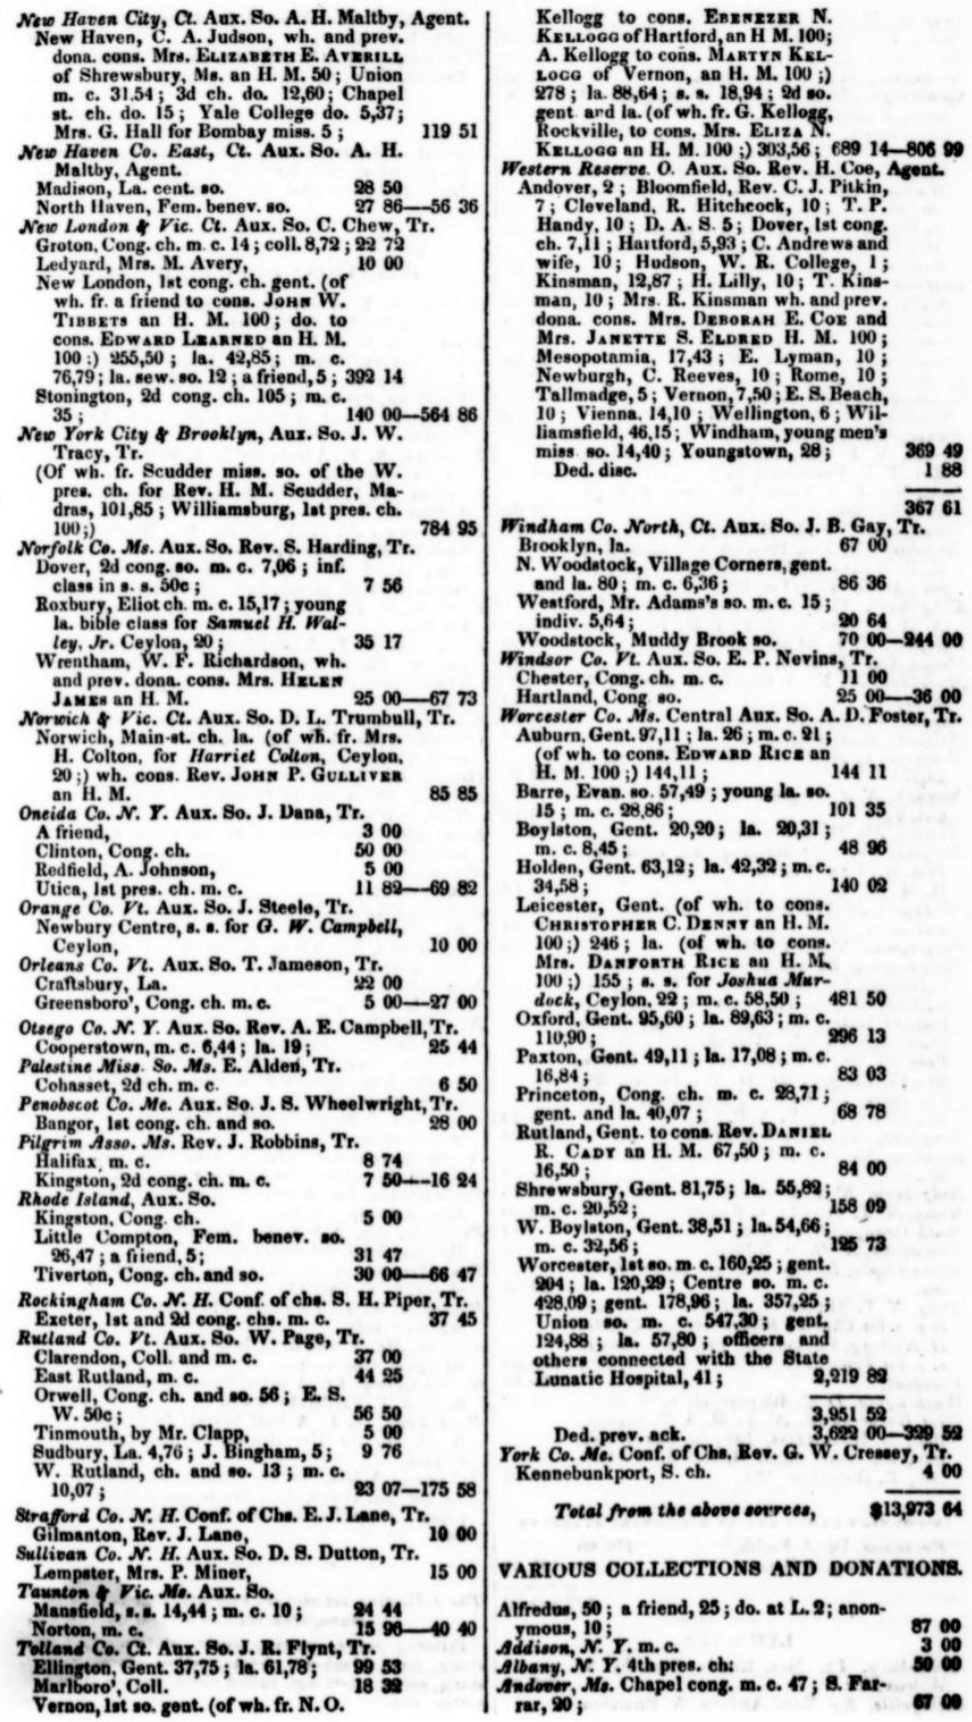 New Haven City, Ct. Aux. So. A. H. Maltby, Agent.
New Haven, C. A. Judson, wh. and prev.
dona. cons. Mrs. ELIZABETH E. AVERILL
of Shrewsbury, Ms. an H. M. 50; Union
m. c. 31.54; 3d ch. do. 12,60; Chapel
st. ch. do. 15; Yale College do. 5,37;
Mrs. G. Hall for Bombay miss. 5; 119 51
New Haven Co. East, Ct. Aux. So. A. H.
Maltby, Agent.
Madison, La. cent. so. 28 50
North Haven, Fem. benev. so. 27 86—56 36
New London & Vic. Ct. Aux. So. C. Chew, Tr.
Groton, Cong. ch. m. c. 14; coll. 8,72; 22 72
Ledyard, Mrs. M. Avery, 10 00
New London, 1st cong. ch. gent. (of
wh. fr. a friend to cons. JOHN W.
TIBBETS an H. M. 100; do. to
cons. EDWARD LEARNED an H. M.
100;) 255,50; la. 42,85; m. c.
76,79; la. sew. so. 12; a friend, 5; 392 14
Stonington, 2d cong. ch. 105; m. c.
35; 140 00—564 86
New York City & Brooklyn, Aux. So. J. W.
Tracy, Tr.
(Of wh. fr. Scudder miss. so. of the W.
pres. ch. for Rev. H. M. Scudder, Ma-
dras, 101,85; Williamsburg, 1st pres. ch.
100;) 784 95
Norfolk Co. Ms. Aux. So. Rev. S. Harding, Tr.
Dover, 2d cong. so. m. c. 7,06; inf.
class in s. s. 50c; 7 56
Roxbury, Eliot ch. m. c. 15,17; young
la. bible class for Samuel H. Wal-
ley, Jr. Ceylon, 20; 35 17
Wrentham, W. F. Richardson, wh.
and prev. dona. cons. Mrs. HELEN
JAMES an H. M. 25 00—67 73
Norwich & Vic. Ct. Aux. So. D. L. Trumbull, Tr.
Norwich, Main-st. ch. la. (of wh. fr. Mrs.
H. Colton, for Harriet Colton, Ceylon,
20;) wh. cons. Rev. JOHN P. GULLIVER
an H. M. 85 85
Oneida Co. N. Y. Aux. So. J. Dana, Tr.
A friend, 3 00
Clinton, Cong. ch. 50 00
Redfield, A. Johnson, 5 00
Utica, 1st pres. ch. m. c. 11 82—69 82
Orange Co. Vt. Aux. So. J. Steele, Tr.
Newbury Centre, s. s. for G. W. Campbell,
Ceylon, 10 00
Orleans Co. Vt. Aux. So. T. Jameson, Tr.
Craftsbury, La. 22 00
Greensboro', Cong. ch. m. c. 5 00—27 00
Otsego Co. N. Y. Aux. So. Rev. A. E. Campbell, Tr.
Cooperstown, m. c. 6,44; la. 19; 25 44
Palestine Miss. So. Ms. E. Alden, Tr.
Cohasset, 2d ch. m. c. 6 50
Penobscot Co. Me. Aux. So. J. S. Wheelwright, Tr.
Bangor, 1st cong. ch. and so. 28 00
Pilgrim Asso. Ms. Rev. J. Robbins, Tr.
Halifax, m. c. 8 74
Kingston, 2d cong. ch. m. c. 7 50—16 24
Rhode Island, Aux. So.
Kingston, Cong. ch. 5 00
Little Compton, Fem. benev. so.
26,47; a friend, 5; 31 47
Tiverton, Cong. ch. and so. 30 00—66 47
Rockingham Co. N. H. Conf. of chs. S. H. Piper, Tr.
Exeter, 1st and 2d cong. chs. m. c. 37 45
Rutland Co. Vt. Aux. So. W. Page, Tr.
Clarendon, Coll. and m. c. 37 00
East Rutland, m. c. 44 25
Orwell, Cong. ch. and so. 56; E. S.
W. 50c; 56 50
Tinmouth, by Mr. Clapp, 5 00
Sudbury, La. 4,76; J. Bingham, 5; 9 76
W. Rutland, ch. and so. 13; m. c.
10,07; 23 07—175 58
Strafford Co. N. H. Conf. of Chs. E. J. Lane, Tr.
Gilmanton, Rev. J. Lane, 10 00
Sullivan Co. N. H. Aux. So. D. S. Dutton, Tr.
Lempster, Mrs. P. Miner, 15 00
Taunton & Vic. Ms. Aux. So.
Mansfield, s. s. 14,44; m. c. 10; 24 44
Norton, m. c. 15 96—40 40
Tolland Co. Ct. Aux. So. J. R. Flynt, Tr.
Ellington, Gent. 37,75; la. 61,78; 99 53
Marlboro', Coll. 18 32
Vernon, 1st so. gent. (of wh. fr. N. O.
Kellogg to cons. EBENEZER N.
KELLOGG of Hartford, an H M. 100;
A. Kellogg to cons. MARTYN KEL-
LOGG of Vernon, an H. M. 100;)
278; la. 88,64; s. s. 18,94; 2d so.
gent and la. (of wh. fr. G. Kellogg,
Rockville, to cons. Mrs. ELIZA N.
KELLOGG an H. M. 100;) 303,56; 689 14—806 99
Western Reserve. O. Aux. So. Rev. H. Coe, Agent.
Andover, 2; Bloomfield, Rev. C. J. Pitkin,
7; Cleveland, R. Hitchcock, 10; T. P.
Handy, 10; D. A. S. 5; Dover, 1st cong.
ch. 7,11; Hartford, 5,93; C. Andrews and
wife, 10; Hudson, W. R. College, 1;
Kinsman, 12,87; H. Lilly, 10; T. Kins-
man, 10; Mrs. R. Kinsman wh. and prev.
dona. cons. Mrs. DEBORAH E. COE and
Mrs. JANETTE S. ELDRED H. M. 100;
Mesopotamia, 17,43; E. Lyman, 10;
Newburgh, C. Reeves, 10; Rome, 10;
Tallmadge, 5; Vernon, 7,50; E. S. Beach,
10; Vienna, 14,10; Wellington, 6; Wil-
liamsfield, 46,15; Windham, young men's
miss. so. 14,40; Youngstown, 28; 369 49
Ded. disc. 1 88
367 61
Windham Co. North, Ct. Aux. So. J. B. Gay, Tr.
Brooklyn, la. 67 00
N. Woodstock, Village Corners, gent.
and la. 80; m. c. 6,36; 86 36
Westford, Mr. Adams's so. m. c. 15;
indiv. 5,64; 20 64
Woodstock, Muddy Brook so. 70 00—244 00
Windsor Co. Vt. Aux. So. E. P. Nevins, Tr.
Chester, Cong. ch. m. c. 11 00
Hartland, Cong so. 25 00—36 00
Worcester Co. Ms. Central Aux. So. A. D. Foster, Tr.
Auburn, Gent. 97,11; la. 26; m. c. 21;
(of wh. to cons. EDWARD RICE an
H. M. 100;) 144,11; 144 11
Barre, Evan. so. 57,49; young la. so.
15; m. c. 28,86; 101 35
Boylston, Gent. 20,20; la. 20,31;
m. c. 8,45; 48 96
Holden, Gent. 63,12; la. 42,32; m. c.
34,58; 140 02
Leicester, Gent. (of wh. to cons.
CHRISTOPHER C. DENNY an H. M.
100;) 246; la. (of wh. to cons.
Mrs. DANFORTH RICE an H. M.
100;) 155; s. s. for Joshua Mur-
dock, Ceylon, 22; m. c. 58,50; 481 50
Oxford, Gent. 95,60; la. 89,63; m. c.
110,90; 296 13
Paxton, Gent. 49,11; la. 17,08; m. c.
16,84; 83 03
Princeton, Cong. ch. m. c. 28,71;
gent. and la. 40,07; 68 78
Rutland, Gent. to cons. Rev. DANIEL
R. CADY an H. M. 67,50; m. c.
16,50; 84 00
Shrewsbury, Gent. 81,75; la. 55,82;
m. c. 20,52; 158 09
W. Boylston, Gent. 38,51; la. 54,66;
m. c. 32,56; 125 73
Worcester, 1st so. m. c. 160,25; gent.
204; la. 120,29; Centre so. m. c.
428,09; gent. 178,96; la. 357,25;
Union so. m. c. 547,30; gent.
124,88; la. 57,80; officers and
others connected with the State
Lunatic Hospital, 41; 2,219 82
3,951 52
Ded. prev. ack. 3,622 00—329 52
York Co. Me. Conf. of Chs. Rev. G. W. Cressey, Tr.
Kennebunkport, S. ch. 4 00
Total from the above sources, $13,973 64
VARIOUS COLLECTIONS AND DONATIONS.
Alfredus, 50; a friend, 25; do. at L. 2; anon-
ymous, 10; 87 00
Addison, N. Y. m. c. 3 00
Albany, N. Y. 4th pres. ch. 50 00
Andover, Ms. Chapel cong. m. c. 47; S. Far-
rar, 20; 67 00